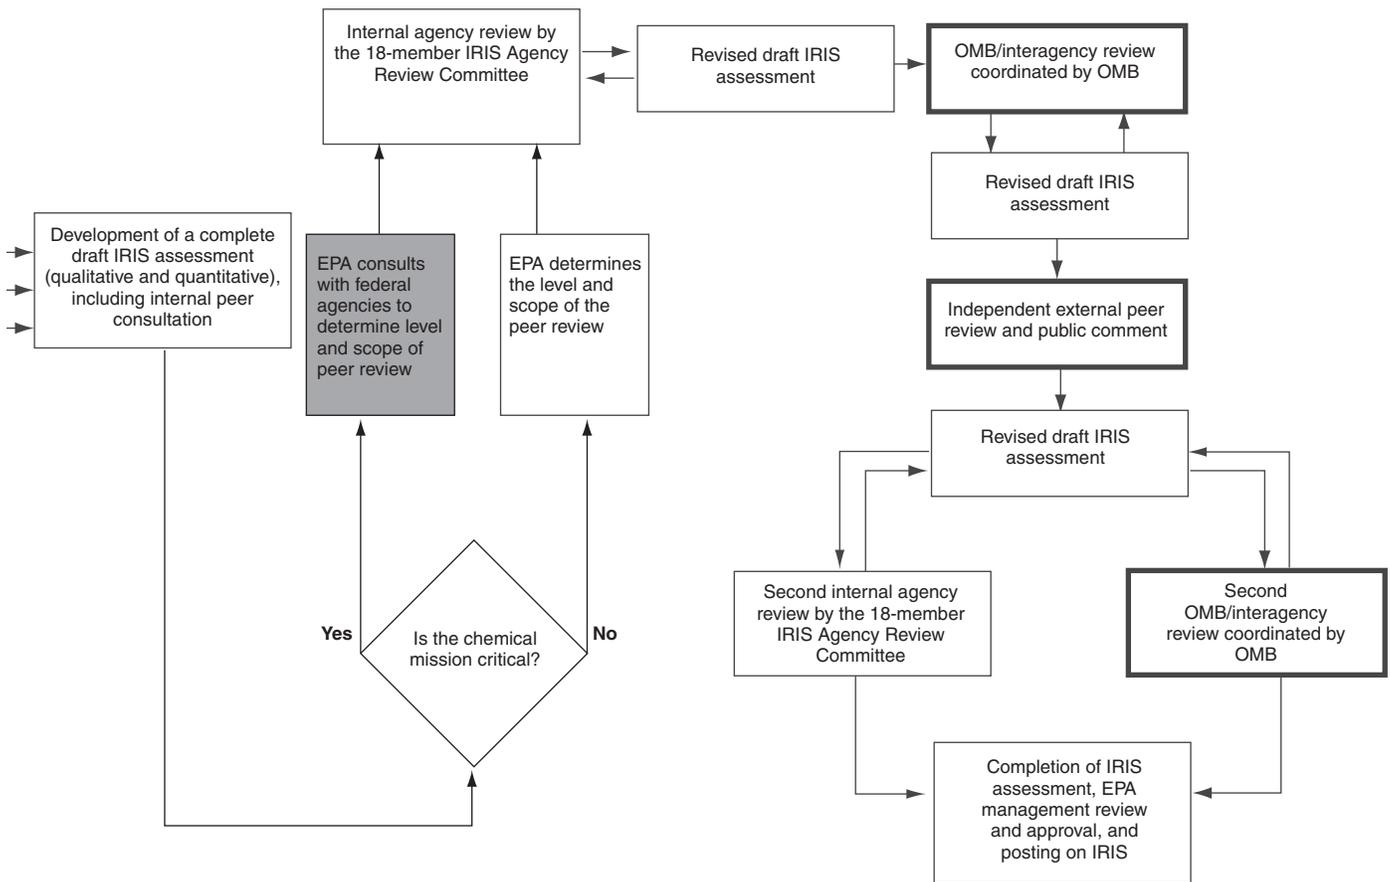 Internal agency review by
the 18-member IRIS Agency
Review Committee
Revised draft IRIS
assessment
OMB/interagency review
coordinated by OMB
Revised draft IRIS
assessment
Development of a complete
draft IRIS assessment
(qualitative and quantitative),
including internal peer
consultation
EPA consults
with federal
agencies to
determine level
and scope of
peer review
EPA determines
the level and
scope of the
peer review
Independent external peer
review and public comment
Revised draft IRIS
assessment
Yes
Is the chemical
mission critical?
No
Second internal agency
review by the 18-member
IRIS Agency Review
Committee
Second
OMB/interagency
review coordinated by
OMB
Completion of IRIS
assessment, EPA
management review
and approval, and
posting on IRIS